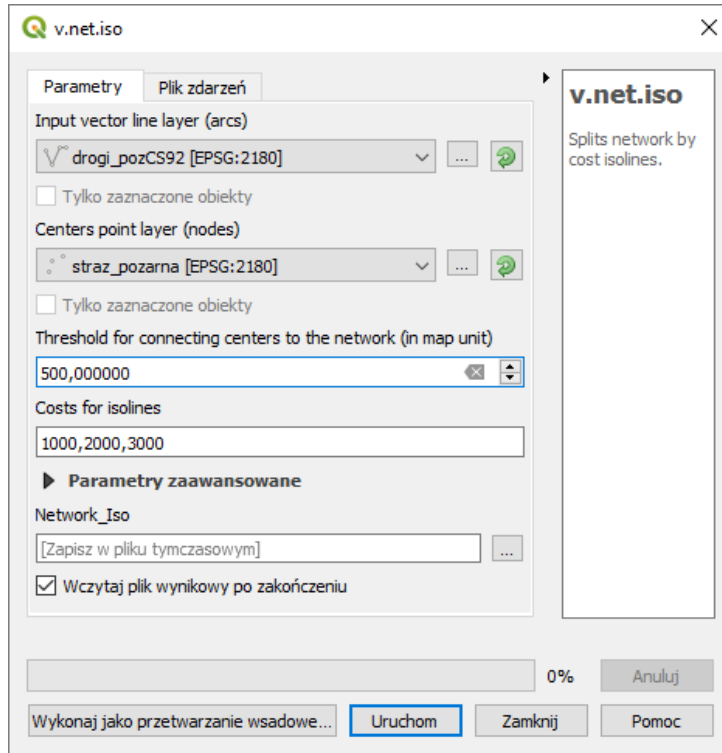 v.net.iso
Parametry
Plik zdarzeń
Input vector line layer (arcs)
drogi_pozCS92 [EPSG:2180]
...
Tylko zaznaczone obiekty
Centers point layer (nodes)
straz_pozarna [EPSG:2180]
...
Tylko zaznaczone obiekty
Threshold for connecting centers to the network (in map unit)
500,000000
Costs for isolines
1000,2000,3000
Parametry zaawansowane
Network_Iso
[Zapisz w pliku tymczasowym]
...
Wczytaj plik wynikowy po zakończeniu
v.net.iso
Splits network by
cost isolines.
0%
Anuluj
Wykonaj jako przetwarzanie wsadowe...
Uruchom
Zamknij
Pomoc